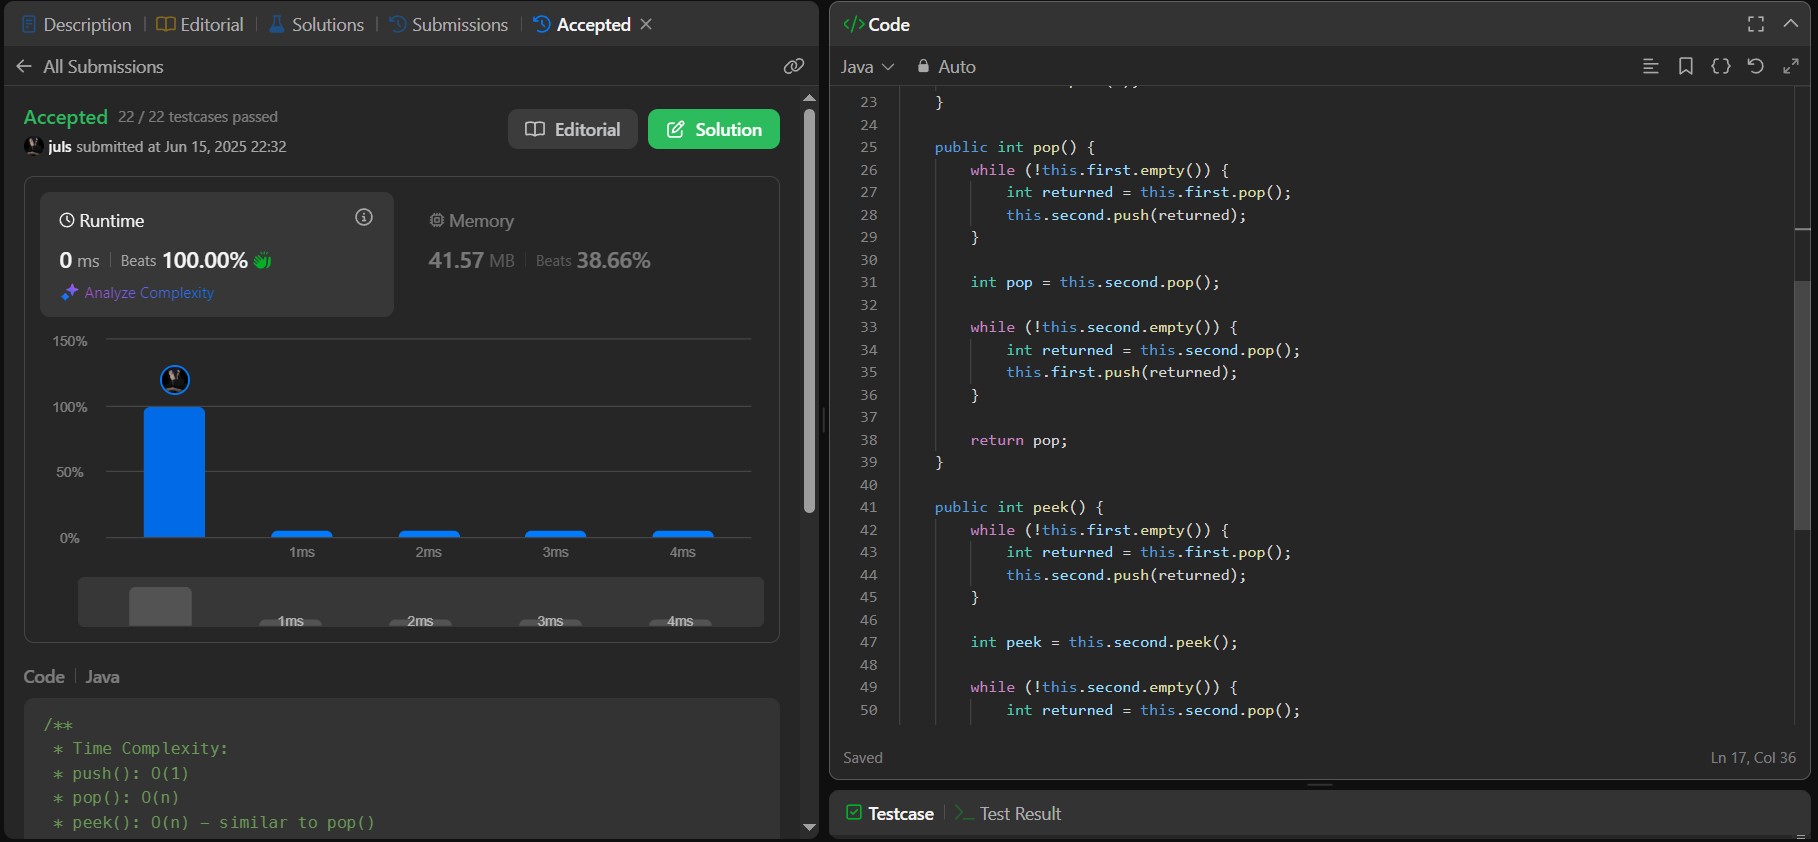 Description | Editorial | Solutions | Submissions | Accepted
All Submissions
Accepted 22 / 22 testcases passed
juls submitted at Jun 15, 2025 22:32
Editorial
Solution
Runtime
0 ms | Beats 100.00%
Analyze Complexity
Memory
41.57 MB | Beats 38.66%
150%
100%
50%
0%
1ms 2ms 3ms 4ms
1ms 2ms 3ms 4ms
Code | Java
/**
* Time Complexity:
* push(): O(1)
* pop(): O(n)
* peek(): O(n) – similar to pop()
</> Code
Java Auto
23 }
24
25 public int pop() {
26 while (!this.first.empty()) {
27 int returned = this.first.pop();
28 this.second.push(returned);
29 }
30
31 int pop = this.second.pop();
32
33 while (!this.second.empty()) {
34 int returned = this.second.pop();
35 this.first.push(returned);
36 }
37
38 return pop;
39 }
40
41 public int peek() {
42 while (!this.first.empty()) {
43 int returned = this.first.pop();
44 this.second.push(returned);
45 }
46
47 int peek = this.second.peek();
48
49 while (!this.second.empty()) {
50 int returned = this.second.pop();
Saved
Ln 17, Col 36
Testcase | >_ Test Result